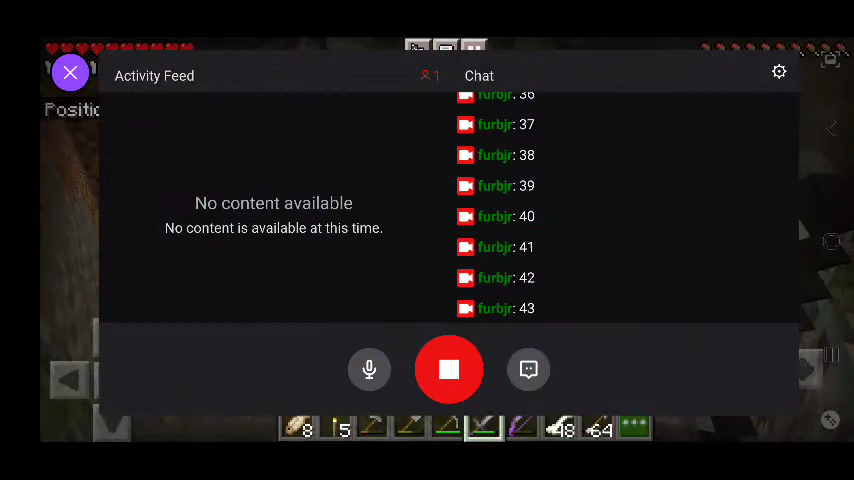 Activity Feed
1
Chat
Positio
No content available
No content is available at this time.
furbjr: 36
furbjr: 37
furbjr: 38
furbjr: 39
furbjr: 40
furbjr: 41
furbjr: 42
furbjr: 43
8
5
48
64